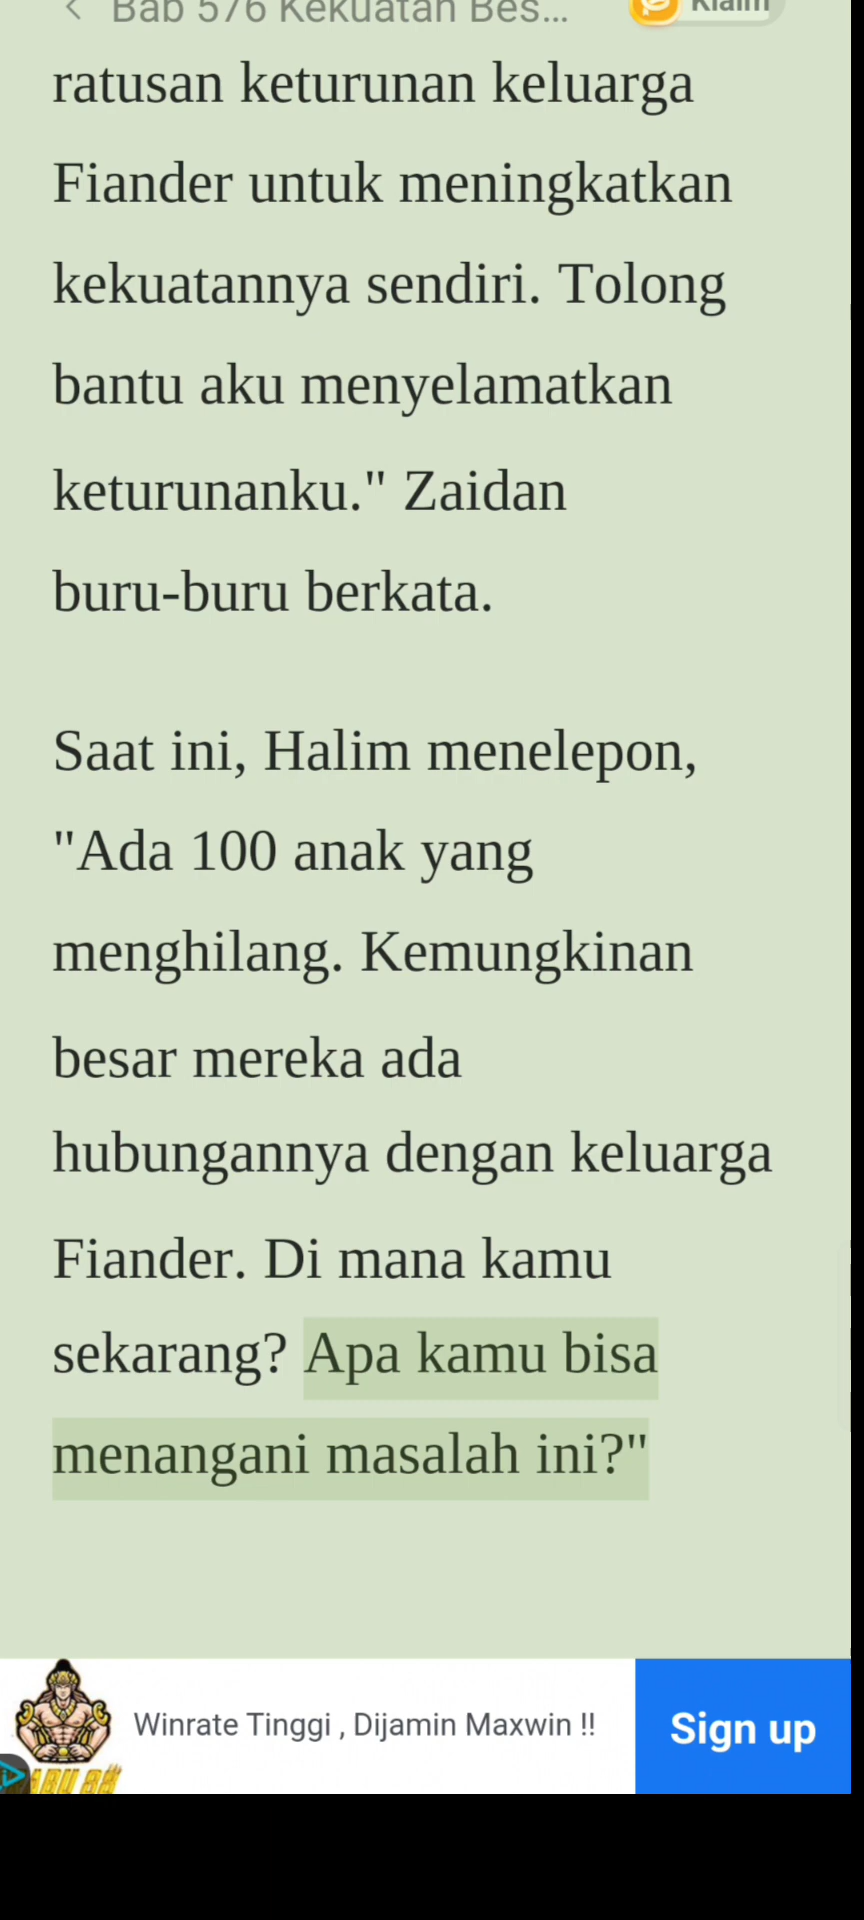 Bab 576 Kekuatan Bes...
Klaim
ratusan keturunan keluarga
Fiander untuk meningkatkan
kekuatannya sendiri. Tolong
bantu aku menyelamatkan
keturunanku." Zaidan
buru-buru berkata.
Saat ini, Halim menelepon,
"Ada 100 anak yang
menghilang. Kemungkinan
besar mereka ada
hubungannya dengan keluarga
Fiander. Di mana kamu
sekarang? Apa kamu bisa
menangani masalah ini?"
Winrate Tinggi , Dijamin Maxwin !!
Sign up